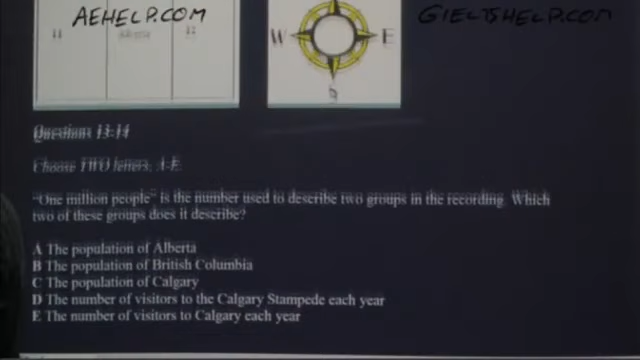 AEHELP.COM
GIELTSHELP.COM
11
12
W
E
Questions 13-14
Choose TWO letters, A-E.
"One million people" is the number used to describe two groups in the recording. Which
two of these groups does it describe?
A The population of Alberta
B The population of British Columbia
C The population of Calgary
D The number of visitors to the Calgary Stampede each year
E The number of visitors to Calgary each year